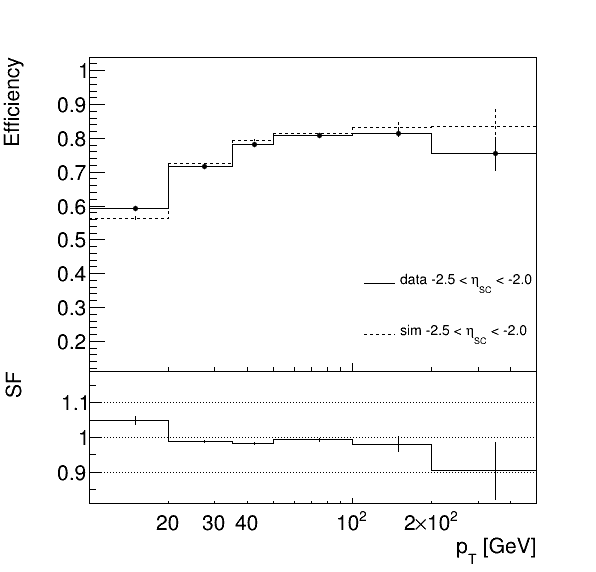 Efficiency
1
0.9
0.8
0.7
0.6
0.5
0.4
0.3
0.2
data -2.5 < η_SC < -2.0
sim -2.5 < η_SC < -2.0
SF
1.1
1
0.9
20 30 40 10² 2×10²
p_T [GeV]